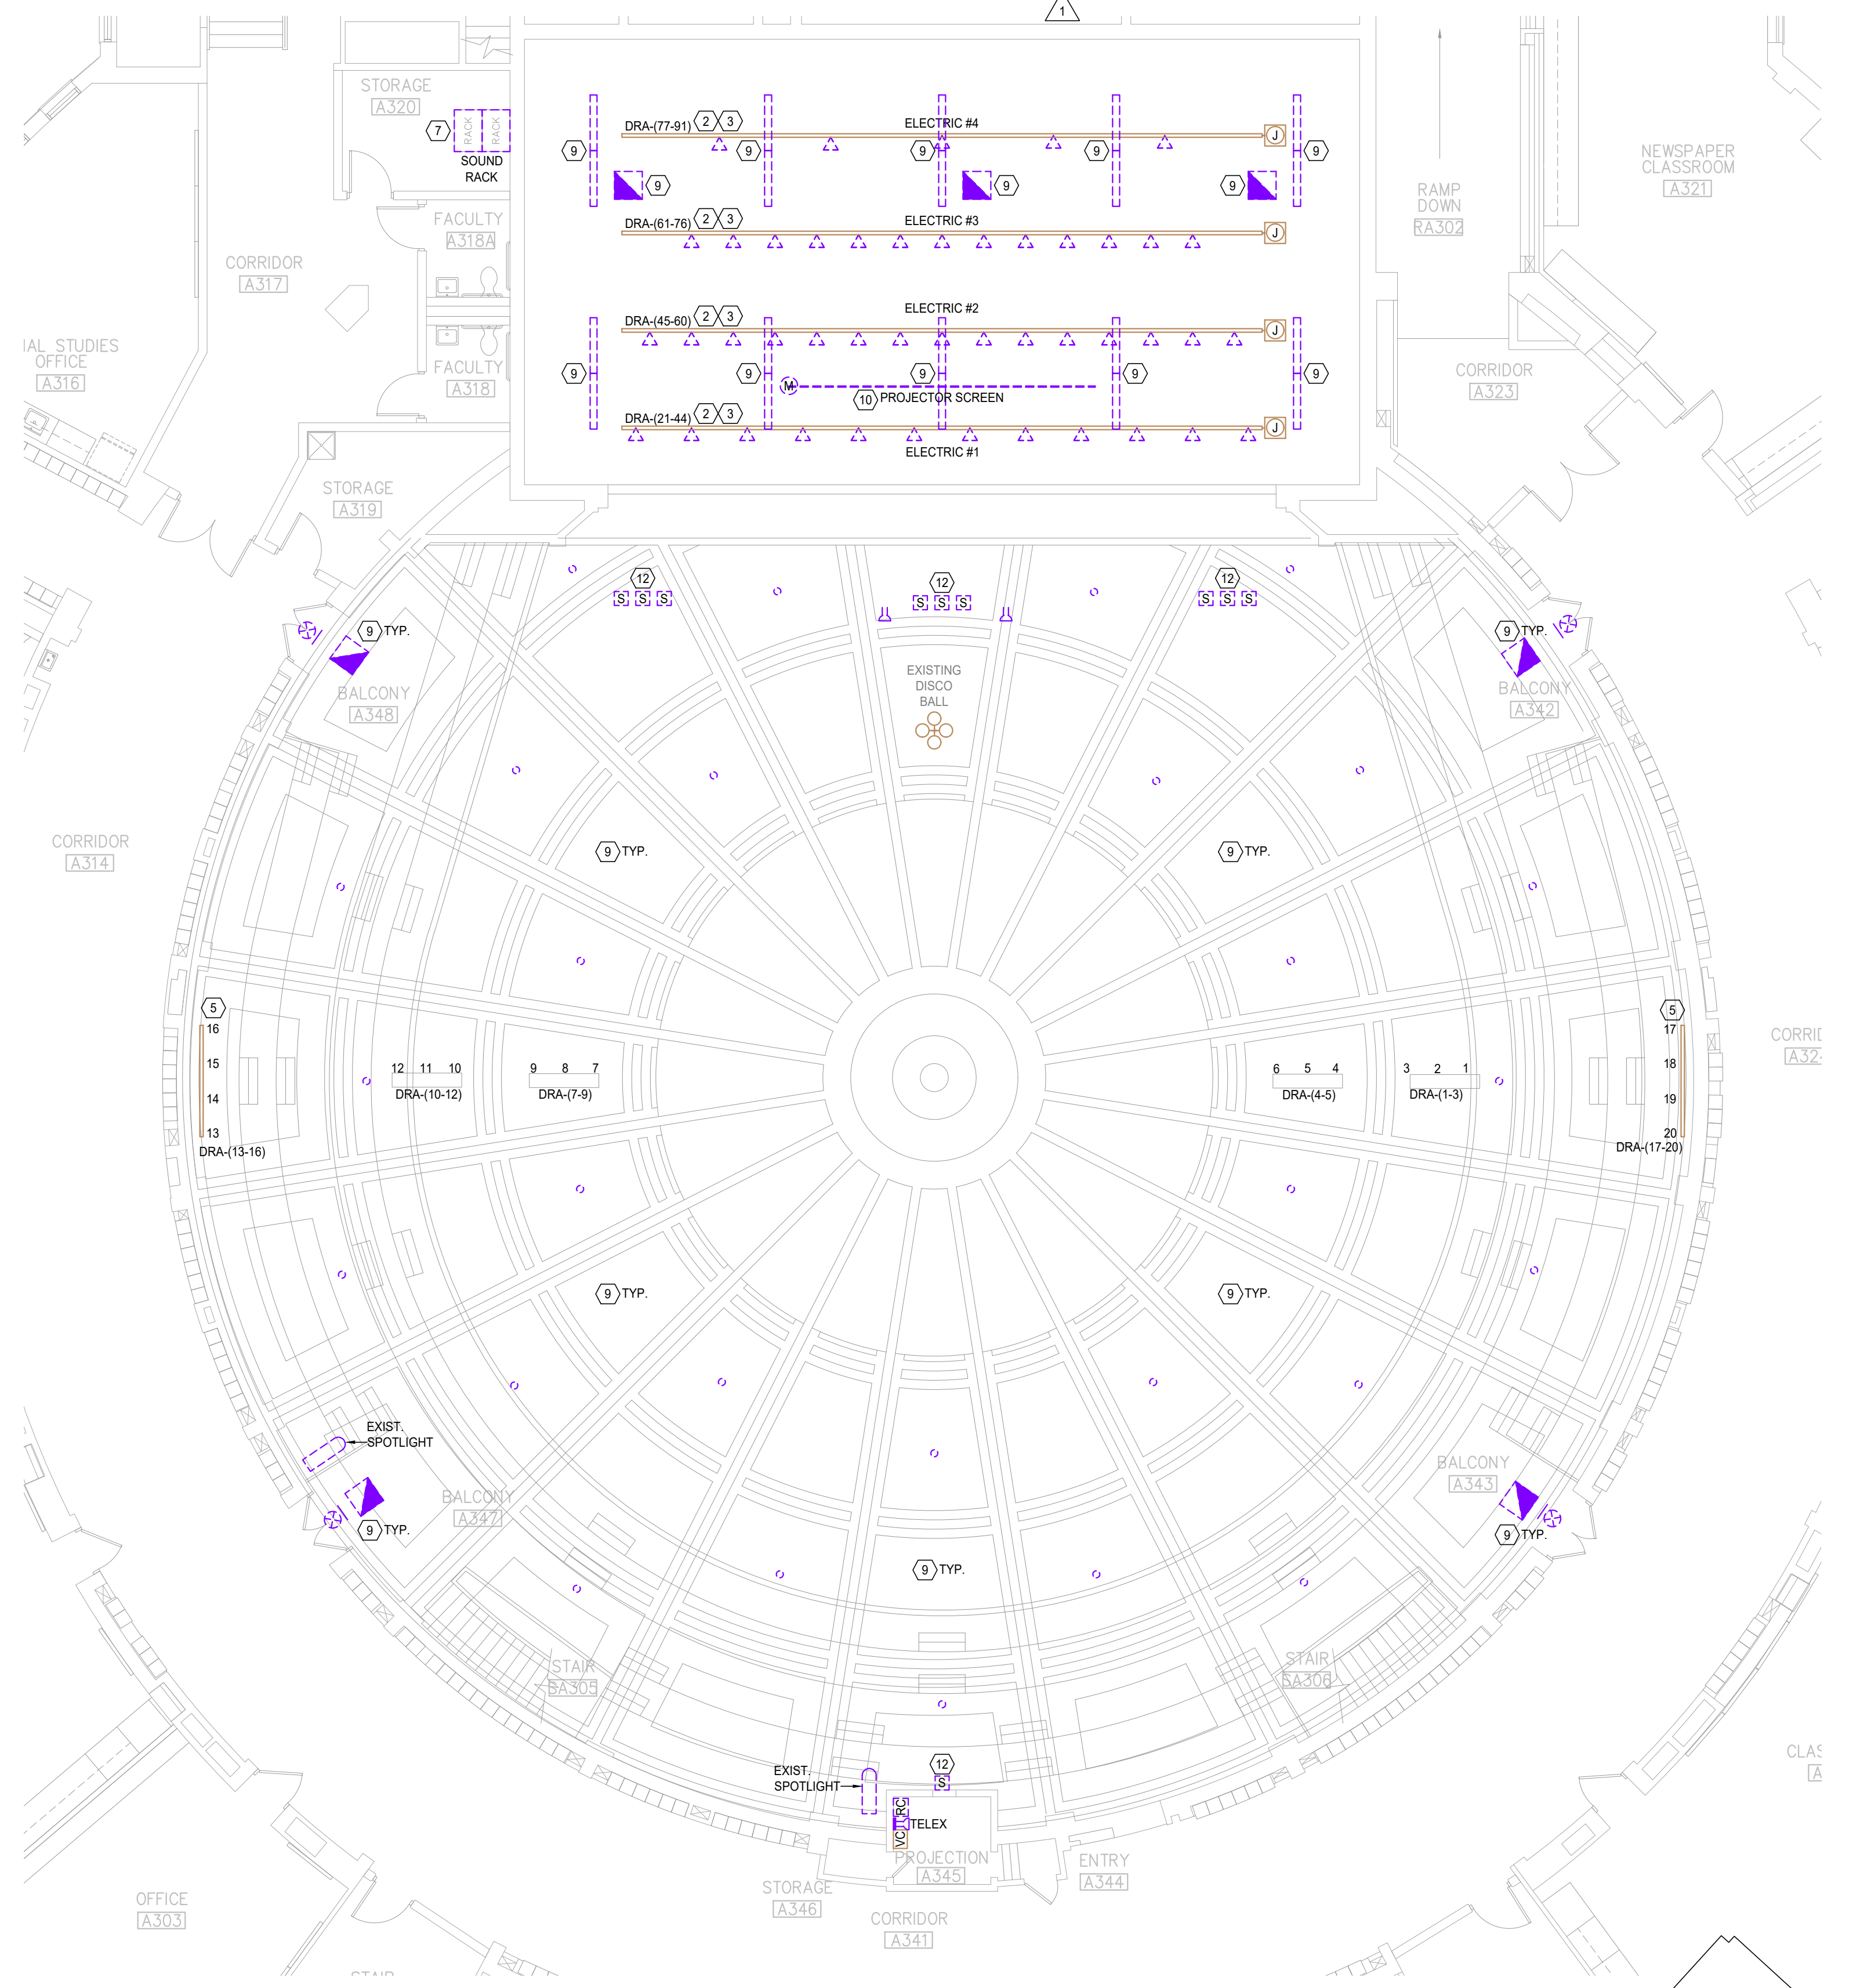 1
STORAGE
A320
7
RACK
RACK
SOUND
RACK
DRA-(77-91)
2
3
ELECTRIC #4
J
9
9
9
9
9
9
9
9
DRA-(61-76)
2
3
ELECTRIC #3
J
FACULTY
A318A
CORRIDOR
A317
RAMP
DOWN
RA302
NEWSPAPER
CLASSROOM
A321
DRA-(45-60)
2
3
ELECTRIC #2
J
IAL STUDIES
OFFICE
A316
FACULTY
A318
9
9
9
9
9
M
10
PROJECTOR SCREEN
CORRIDOR
A323
DRA-(21-44)
2
3
ELECTRIC #1
J
STORAGE
A319
12
S
S
S
12
S
S
S
12
S
S
S
9
TYP.
9
TYP.
BALCONY
A348
EXISTING
DISCO
BALL
BALCONY
A342
CORRIDOR
A314
9
TYP.
9
TYP.
5
16
15
14
13
DRA-(13-16)
12
11
10
DRA-(10-12)
9
8
7
DRA-(7-9)
6
5
4
DRA-(4-5)
3
2
1
DRA-(1-3)
5
17
18
19
20
DRA-(17-20)
CORRID
A32
9
TYP.
9
TYP.
EXIST.
SPOTLIGHT
BALCONY
A347
9
TYP.
BALCONY
A343
9
TYP.
9
TYP.
STAIR
SA305
STAIR
SA306
EXIST.
SPOTLIGHT
12
S
RC
TELEX
VC
PROJECTION
A345
ENTRY
A344
STORAGE
A346
CORRIDOR
A341
OFFICE
A303
CLAS
A
STAIR